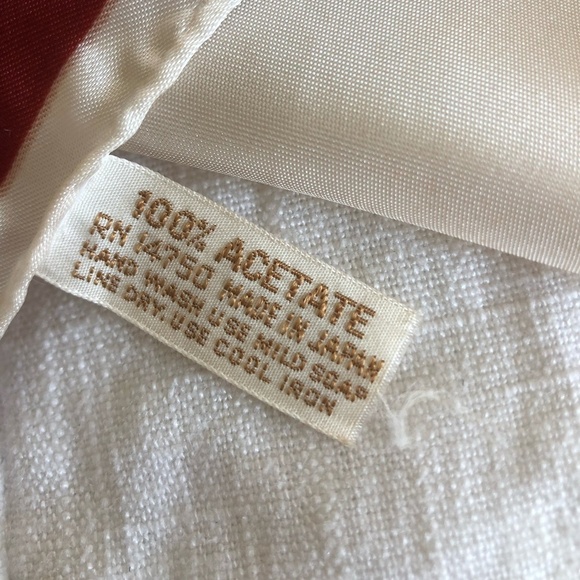 100% ACETATE
RN 14750 MADE IN JAPAN
HAND WASH USE MILD SOAP
LINE DRY. USE COOL IRON